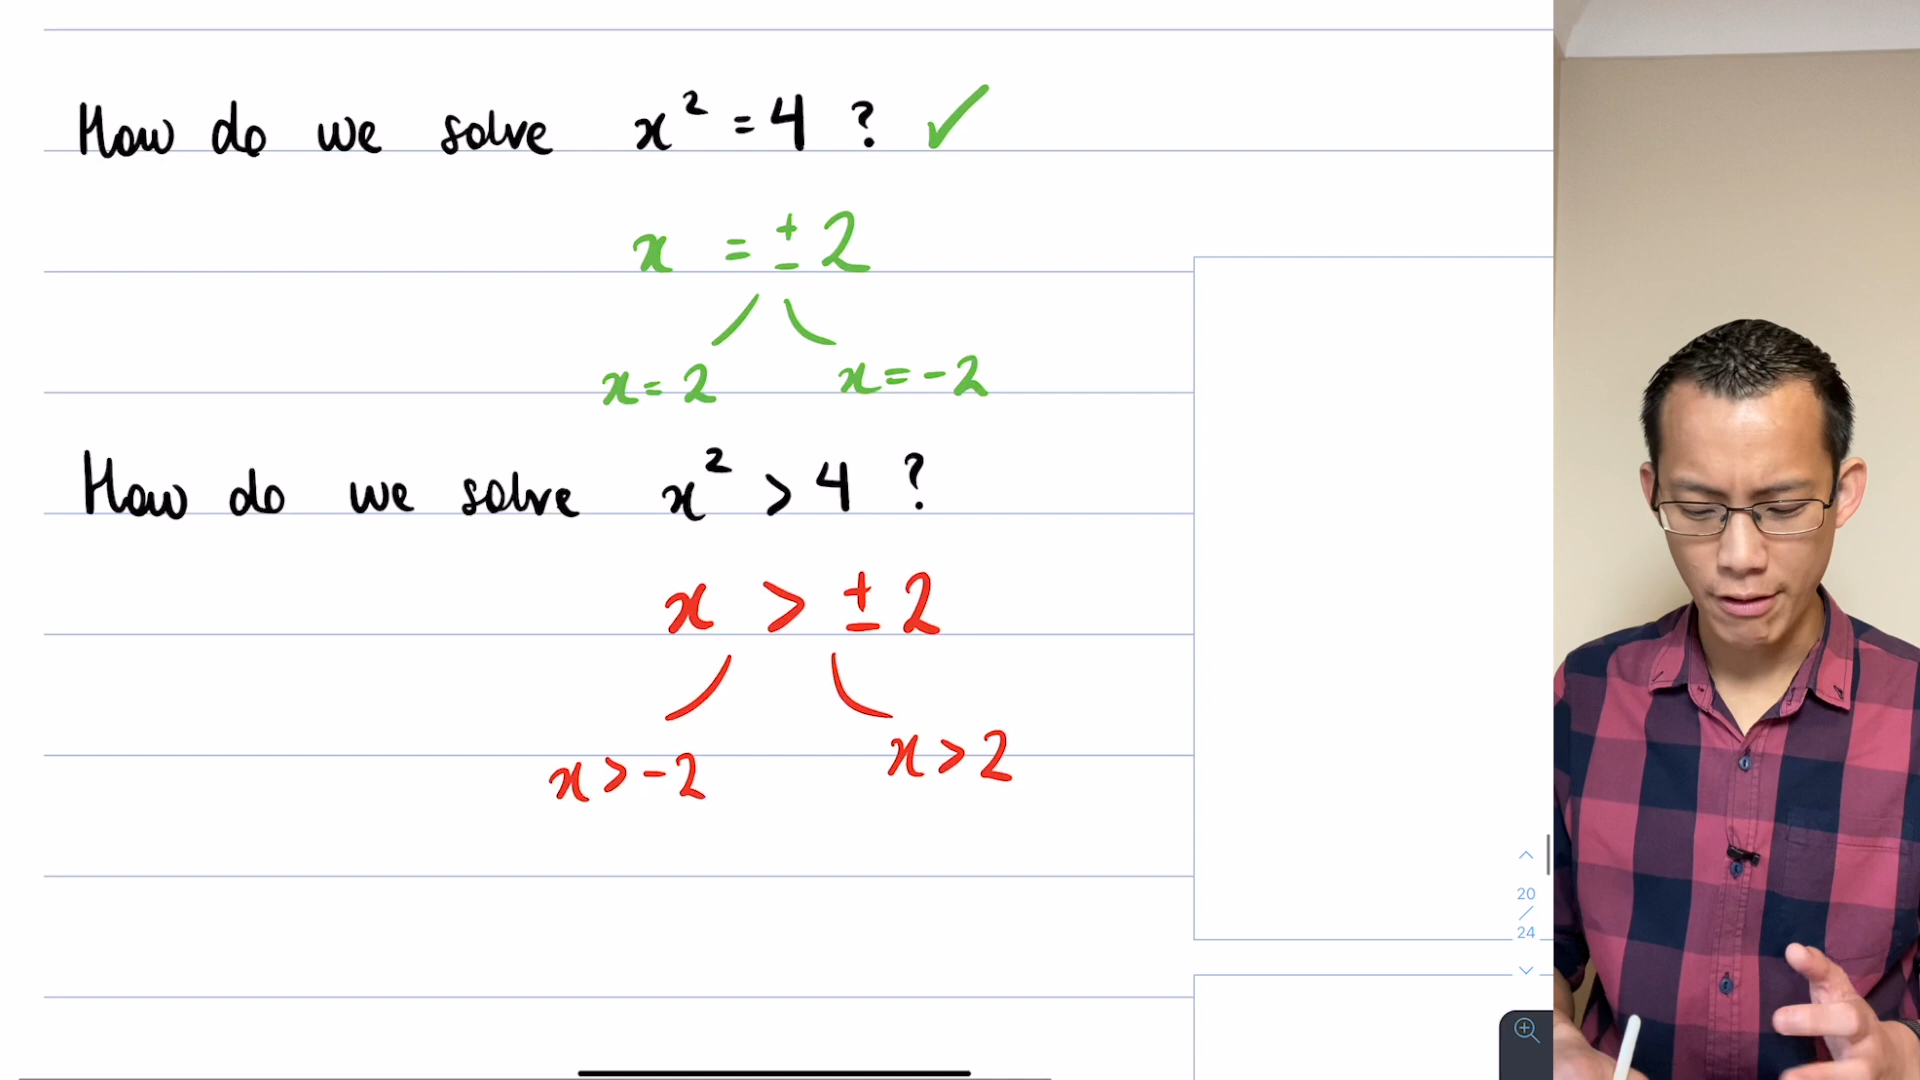 How do we solve x² = 4 ? ✓
x = ± 2
x = 2 x = -2
How do we solve x² > 4 ?
x > ± 2
x > -2 x > 2
20
/
24